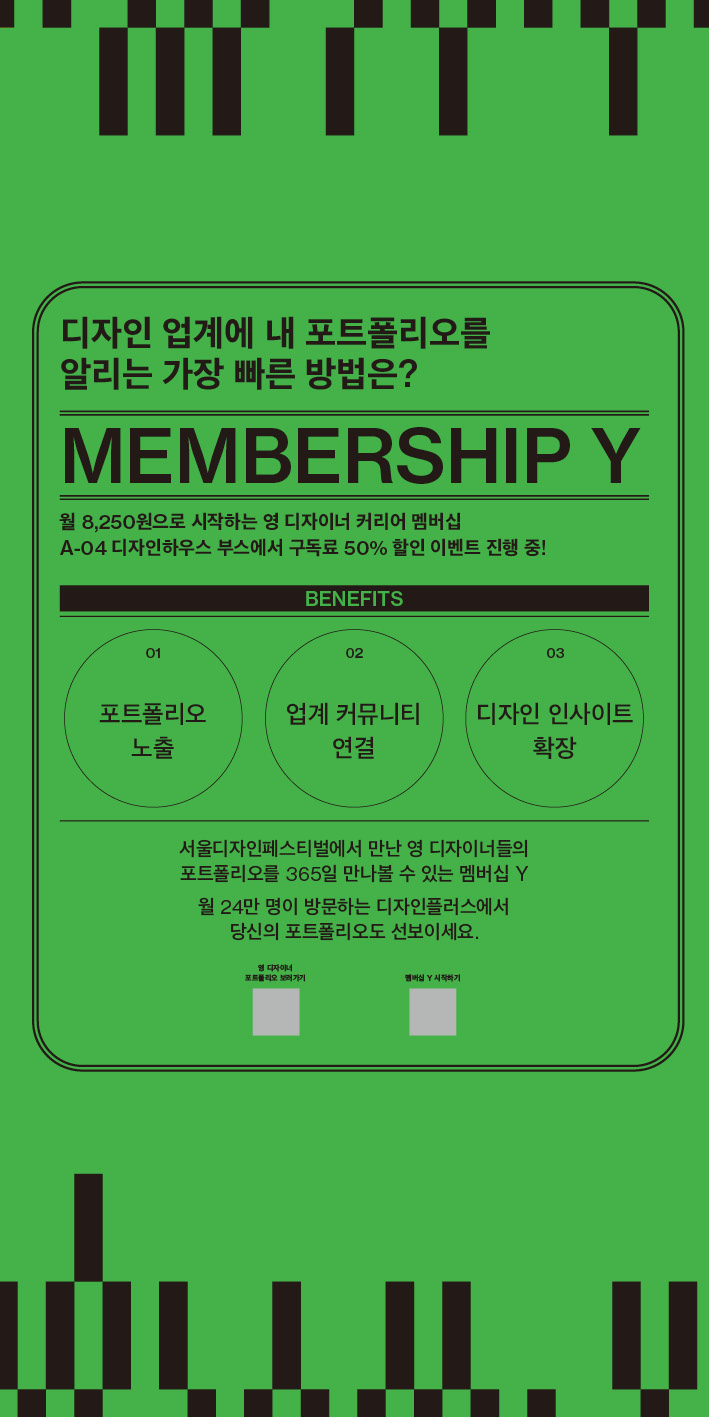 디자인 업계에 내 포트폴리오를
알리는 가장 빠른 방법은?
MEMBERSHIP Y
월 8,250원으로 시작하는 영 디자이너 커리어 멤버십
A-04 디자인하우스 부스에서 구독료 50% 할인 이벤트 진행 중!
BENEFITS
01
포트폴리오
노출
02
업계 커뮤니티
연결
03
디자인 인사이트
확장
서울디자인페스티벌에서 만난 영 디자이너들의
포트폴리오를 365일 만나볼 수 있는 멤버십 Y
월 24만 명이 방문하는 디자인플러스에서
당신의 포트폴리오도 선보이세요.
영 디자이너
포트폴리오 보러가기
멤버십 Y 시작하기